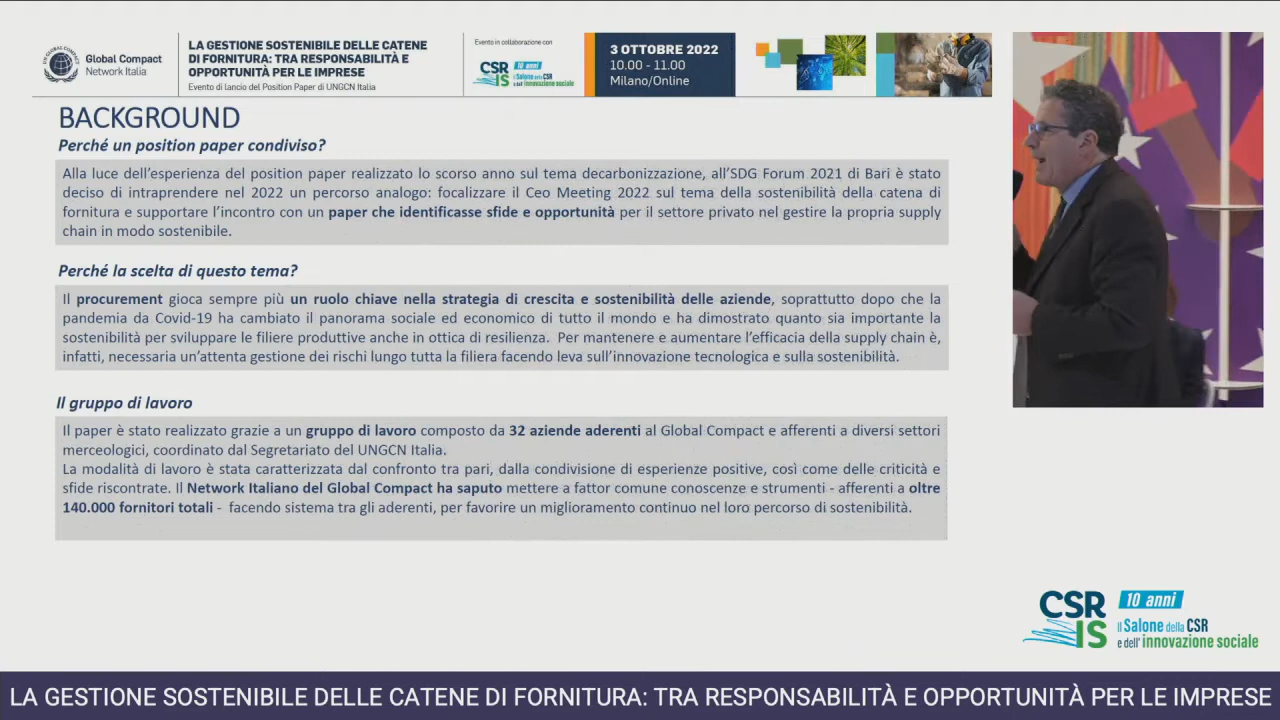 Global Compact
Network Italia
LA GESTIONE SOSTENIBILE DELLE CATENE
DI FORNITURA: TRA RESPONSABILITÀ E
OPPORTUNITÀ PER LE IMPRESE
Evento di lancio del Position Paper di UNGCN Italia
Evento in collaborazione con
CSR
IS
10 anni
il Salone della CSR
e dell'innovazione sociale
3 OTTOBRE 2022
10.00 - 11.00
Milano/Online
BACKGROUND
Perché un position paper condiviso?
Alla luce dell'esperienza del position paper realizzato lo scorso anno sul tema decarbonizzazione, all'SDG Forum 2021 di Bari è stato
deciso di intraprendere nel 2022 un percorso analogo: focalizzare il Ceo Meeting 2022 sul tema della sostenibilità della catena di
fornitura e supportare l'incontro con un paper che identificasse sfide e opportunità per il settore privato nel gestire la propria supply
chain in modo sostenibile.
Perché la scelta di questo tema?
Il procurement gioca sempre più un ruolo chiave nella strategia di crescita e sostenibilità delle aziende, soprattutto dopo che la
pandemia da Covid-19 ha cambiato il panorama sociale ed economico di tutto il mondo e ha dimostrato quanto sia importante la
sostenibilità per sviluppare le filiere produttive anche in ottica di resilienza. Per mantenere e aumentare l'efficacia della supply chain è,
infatti, necessaria un'attenta gestione dei rischi lungo tutta la filiera facendo leva sull'innovazione tecnologica e sulla sostenibilità.
Il gruppo di lavoro
Il paper è stato realizzato grazie a un gruppo di lavoro composto da 32 aziende aderenti al Global Compact e afferenti a diversi settori
merceologici, coordinato dal Segretariato del UNGCN Italia.
La modalità di lavoro è stata caratterizzata dal confronto tra pari, dalla condivisione di esperienze positive, così come delle criticità e
sfide riscontrate. Il Network Italiano del Global Compact ha saputo mettere a fattor comune conoscenze e strumenti - afferenti a oltre
140.000 fornitori totali - facendo sistema tra gli aderenti, per favorire un miglioramento continuo nel loro percorso di sostenibilità.
CSR
IS
10 anni
il Salone della CSR
e dell'innovazione sociale
LA GESTIONE SOSTENIBILE DELLE CATENE DI FORNITURA: TRA RESPONSABILITÀ E OPPORTUNITÀ PER LE IMPRESE